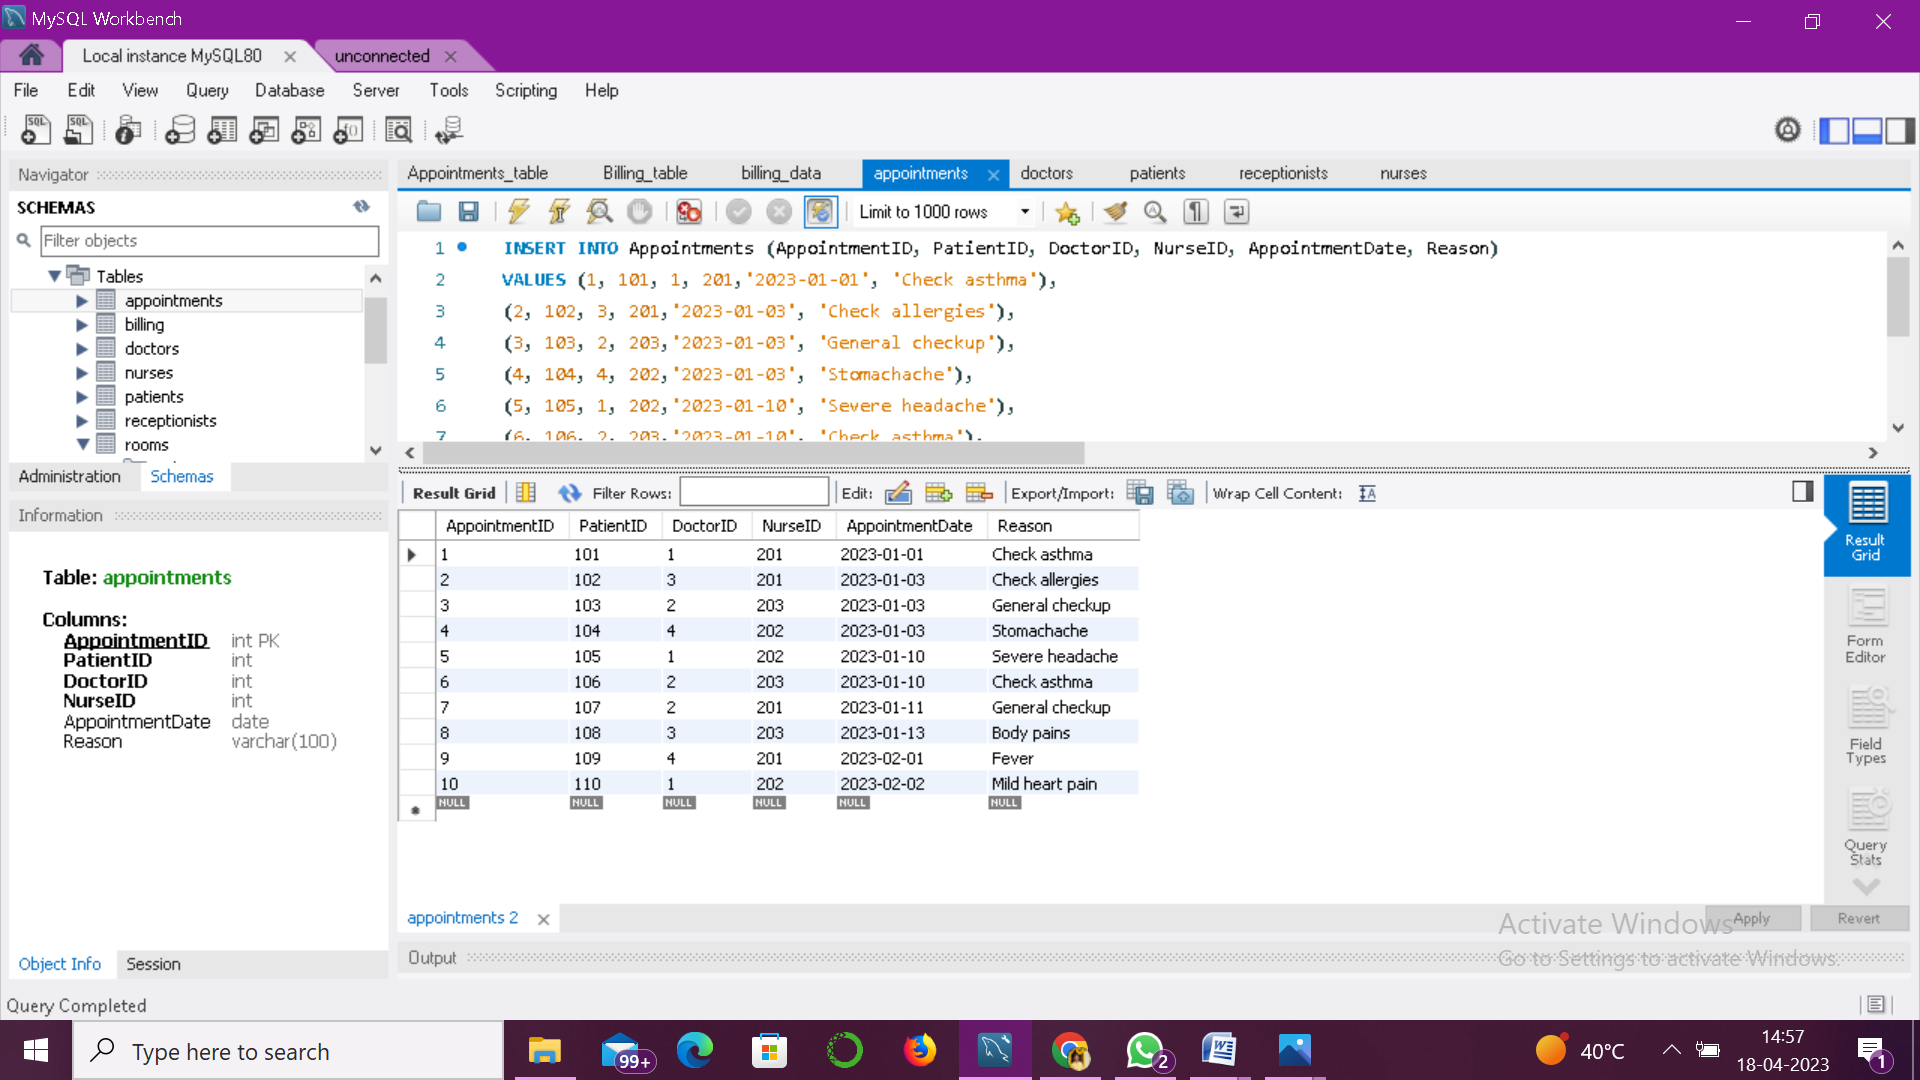 MySQL Workbench
Local instance MySQL80
unconnected
File Edit View Query Database Server Tools Scripting Help
Navigator
SCHEMAS
Filter objects
Tables
appointments
billing
doctors
nurses
patients
receptionists
rooms
Administration Schemas
Information
Table: appointments
Columns:
AppointmentID int PK
PatientID int
DoctorID int
NurseID int
AppointmentDate date
Reason varchar(100)
Object Info Session
Appointments_table Billing_table billing_data appointments doctors patients receptionists nurses
Limit to 1000 rows
1 INSERT INTO Appointments (AppointmentID, PatientID, DoctorID, NurseID, AppointmentDate, Reason)
2 VALUES (1, 101, 1, 201,'2023-01-01', 'Check asthma'),
3 (2, 102, 3, 201,'2023-01-03', 'Check allergies'),
4 (3, 103, 2, 203,'2023-01-03', 'General checkup'),
5 (4, 104, 4, 202,'2023-01-03', 'Stomachache'),
6 (5, 105, 1, 202,'2023-01-10', 'Severe headache'),
7 (6, 106, 2, 203,'2023-01-10', 'Check asthma'),
Result Grid Filter Rows: Edit: Export/Import: Wrap Cell Content:
AppointmentID PatientID DoctorID NurseID AppointmentDate Reason
1 101 1 201 2023-01-01 Check asthma
2 102 3 201 2023-01-03 Check allergies
3 103 2 203 2023-01-03 General checkup
4 104 4 202 2023-01-03 Stomachache
5 105 1 202 2023-01-10 Severe headache
6 106 2 203 2023-01-10 Check asthma
7 107 2 201 2023-01-11 General checkup
8 108 3 203 2023-01-13 Body pains
9 109 4 201 2023-02-01 Fever
10 110 1 202 2023-02-02 Mild heart pain
NULL NULL NULL NULL NULL NULL
Result
Grid
Form
Editor
Field
Types
Query
Stats
appointments 2
Apply Revert
Output
Activate Windows
Go to Settings to activate Windows.
Query Completed
Type here to search
99+
2
40°C
14:57
18-04-2023
1